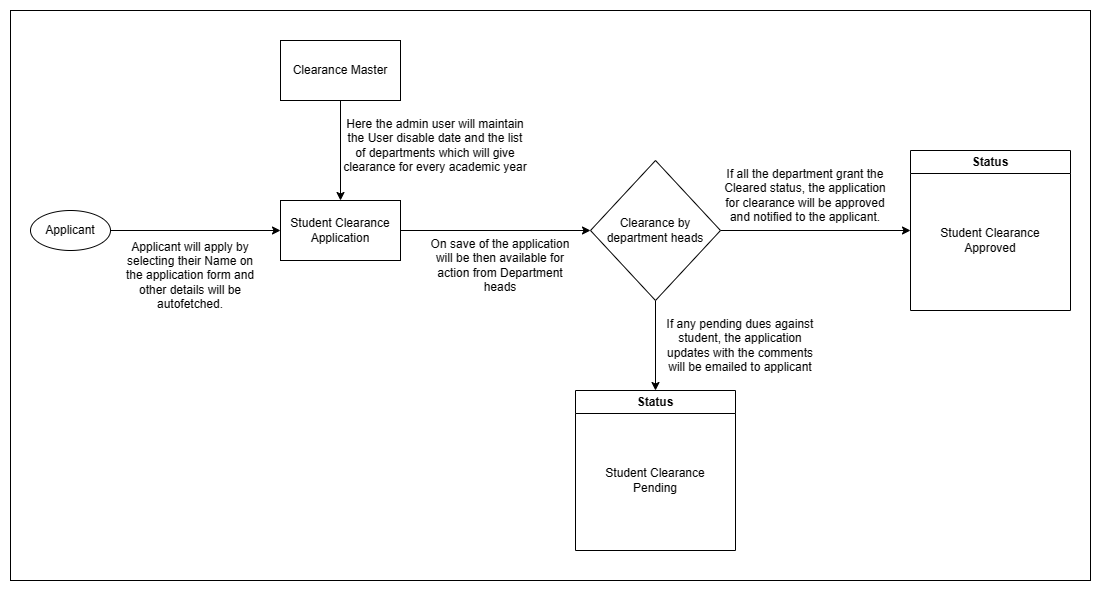 Clearance Master
Here the admin user will maintain
the User disable date and the list
of departments which will give
clearance for every academic year
Applicant
Applicant will apply by
selecting their Name on
the application form and
other details will be
autofetched.
Student Clearance
Application
On save of the application
will be then available for
action from Department
heads
Clearance by
department heads
If all the department grant the
Cleared status, the application
for clearance will be approved
and notified to the applicant.
Status
Student Clearance
Approved
If any pending dues against
student, the application
updates with the comments
will be emailed to applicant
Status
Student Clearance
Pending